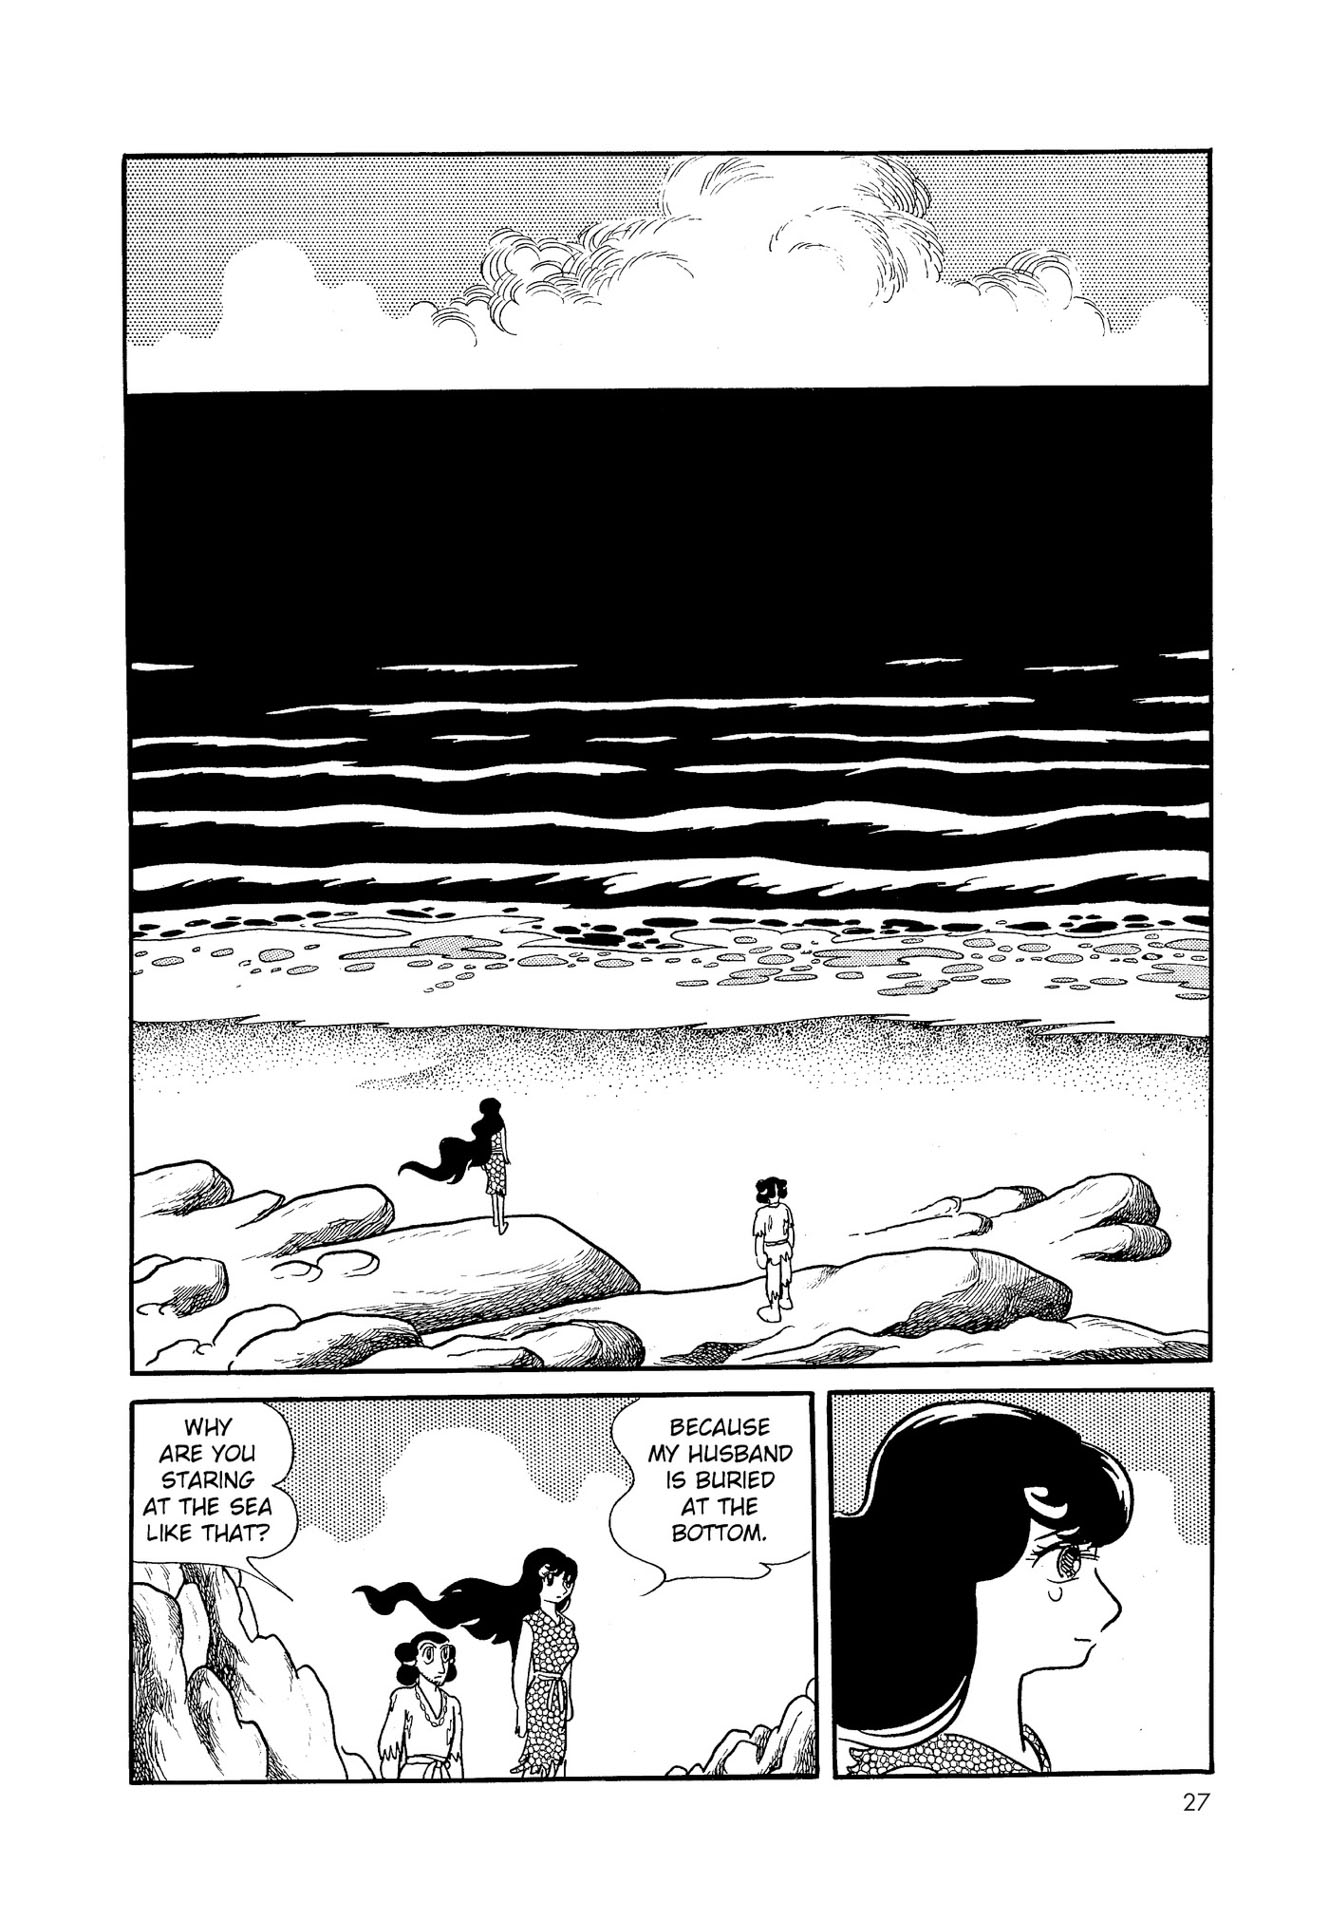 WHY
ARE YOU
STARING
AT THE SEA
LIKE THAT?
BECAUSE
MY HUSBAND
IS BURIED
AT THE
BOTTOM.
27